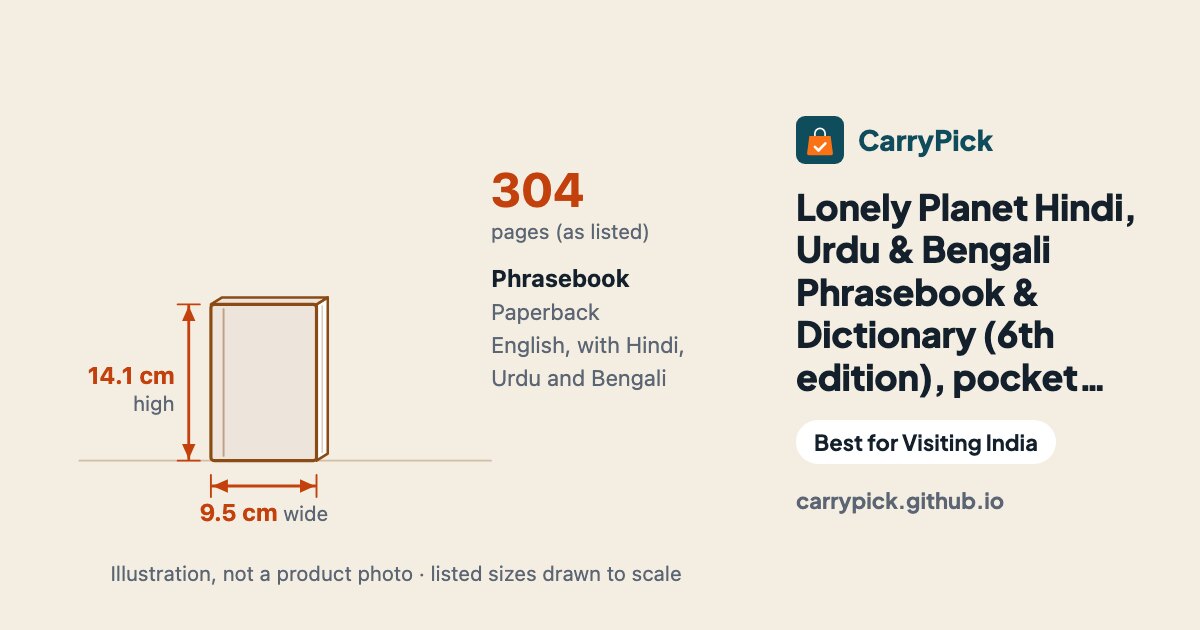 304
pages (as listed)
Phrasebook
Paperback
English, with Hindi,
Urdu and Bengali
14.1 cm
high
9.5 cm wide
Illustration, not a product photo · listed sizes drawn to scale
CarryPick
Lonely Planet Hindi,
Urdu & Bengali
Phrasebook &
Dictionary (6th
edition), pocket…
Best for Visiting India
carrypick.github.io